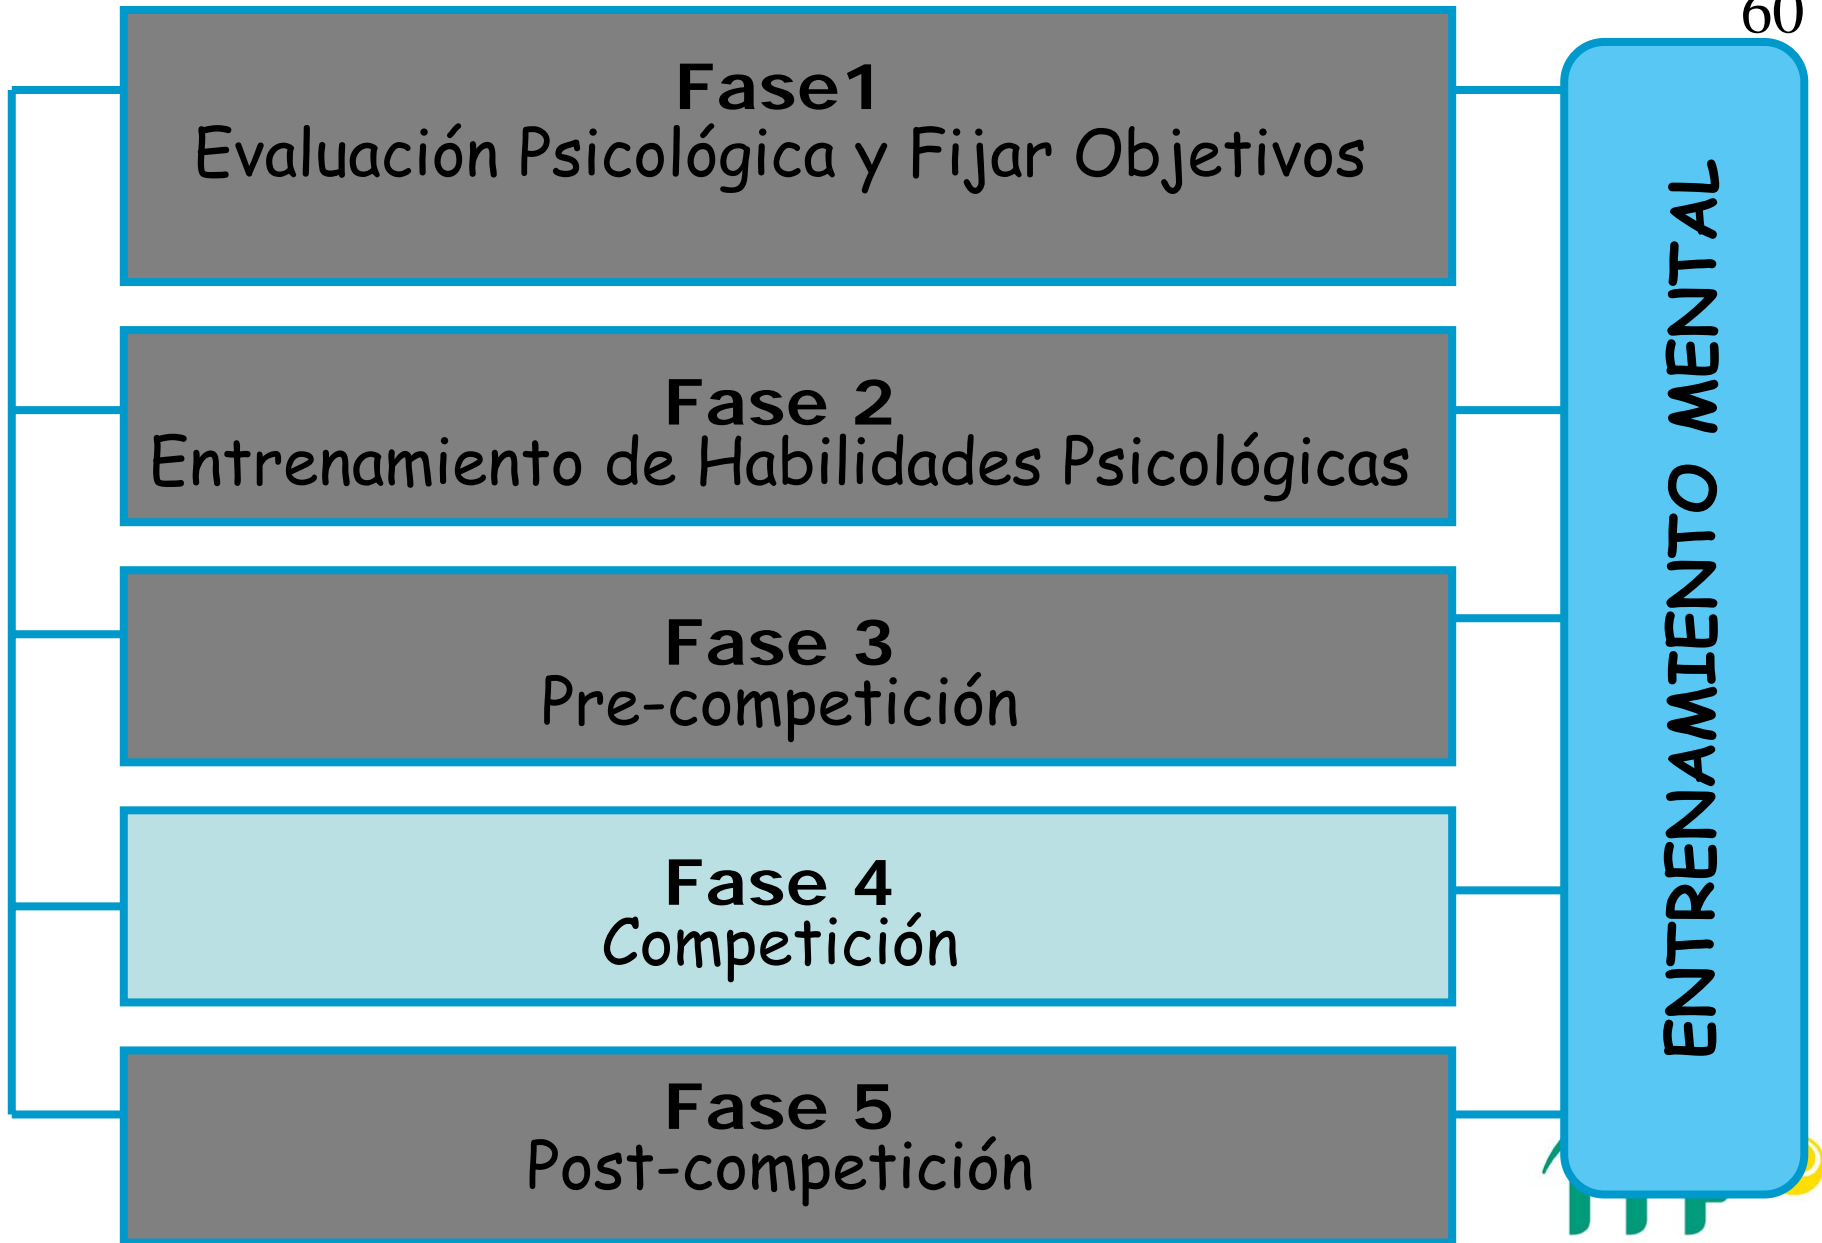 60
Fase1
Evaluación Psicológica y Fijar Objetivos
Fase 2
Entrenamiento de Habilidades Psicológicas
Fase 3
Pre-competición
Fase 4
Competición
Fase 5
Post-competición
ENTRENAMIENTO MENTAL